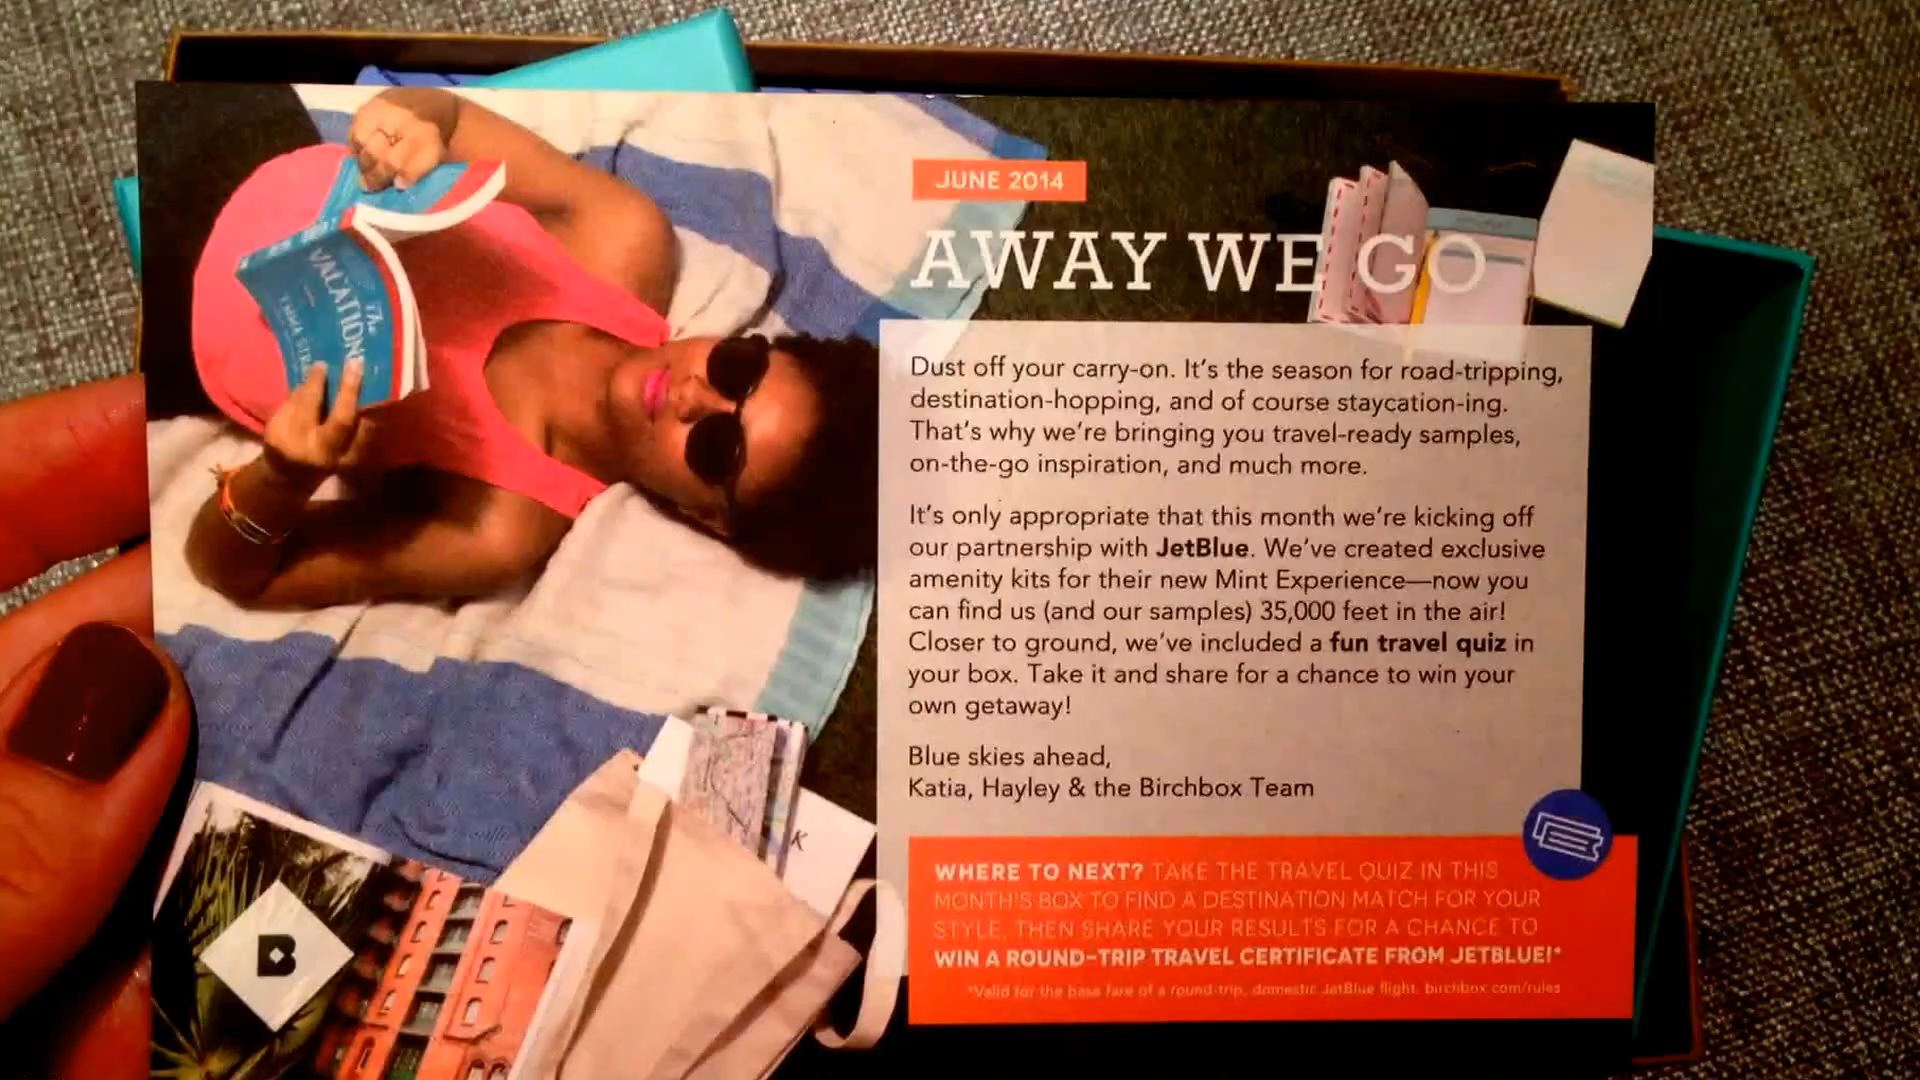 JUNE 2014
AWAY WE GO
Dust off your carry-on. It's the season for road-tripping,
destination-hopping, and of course staycation-ing.
That's why we're bringing you travel-ready samples,
on-the-go inspiration, and much more.
It's only appropriate that this month we're kicking off
our partnership with JetBlue. We've created exclusive
amenity kits for their new Mint Experience—now you
can find us (and our samples) 35,000 feet in the air!
Closer to ground, we've included a fun travel quiz in
your box. Take it and share for a chance to win your
own getaway!
Blue skies ahead,
Katia, Hayley & the Birchbox Team
WHERE TO NEXT? TAKE THE TRAVEL QUIZ IN THIS
MONTH'S BOX TO FIND A DESTINATION MATCH FOR YOUR
STYLE, THEN SHARE YOUR RESULTS FOR A CHANCE TO
WIN A ROUND-TRIP TRAVEL CERTIFICATE FROM JETBLUE!*
*Valid for the base fare of a round-trip, domestic JetBlue flight. birchbox.com/rules
The
EMMA
K
B